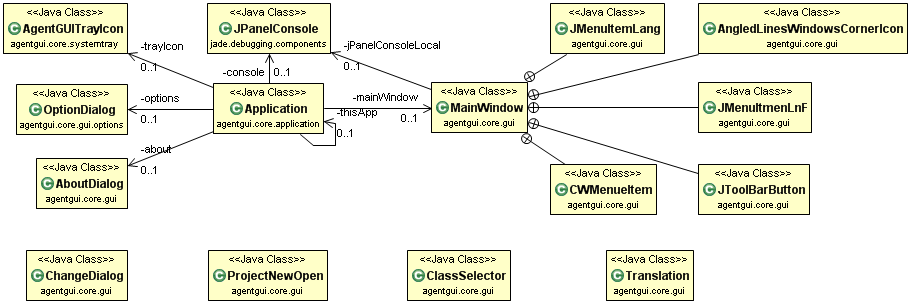 <<Java Class>>
AgentGUITrayIcon
agentgui.core.systemtray
<<Java Class>>
JPanelConsole
jade.debugging.components
<<Java Class>>
JMenuItemLang
agentgui.core.gui
<<Java Class>>
AngledLinesWindowsCornerIcon
agentgui.core.gui
-trayIcon
0..1
-console
0..1
-jPanelConsoleLocal
0..1
<<Java Class>>
OptionDialog
agentgui.core.gui.options
-options
0..1
<<Java Class>>
Application
agentgui.core.application
-mainWindow
0..1
-thisApp
0..1
<<Java Class>>
MainWindow
agentgui.core.gui
<<Java Class>>
JMenuItmenLnF
agentgui.core.gui
-about
0..1
<<Java Class>>
AboutDialog
agentgui.core.gui
<<Java Class>>
CWMenueItem
agentgui.core.gui
<<Java Class>>
JToolBarButton
agentgui.core.gui
<<Java Class>>
ChangeDialog
agentgui.core.gui
<<Java Class>>
ProjectNewOpen
agentgui.core.gui
<<Java Class>>
ClassSelector
agentgui.core.gui
<<Java Class>>
Translation
agentgui.core.gui